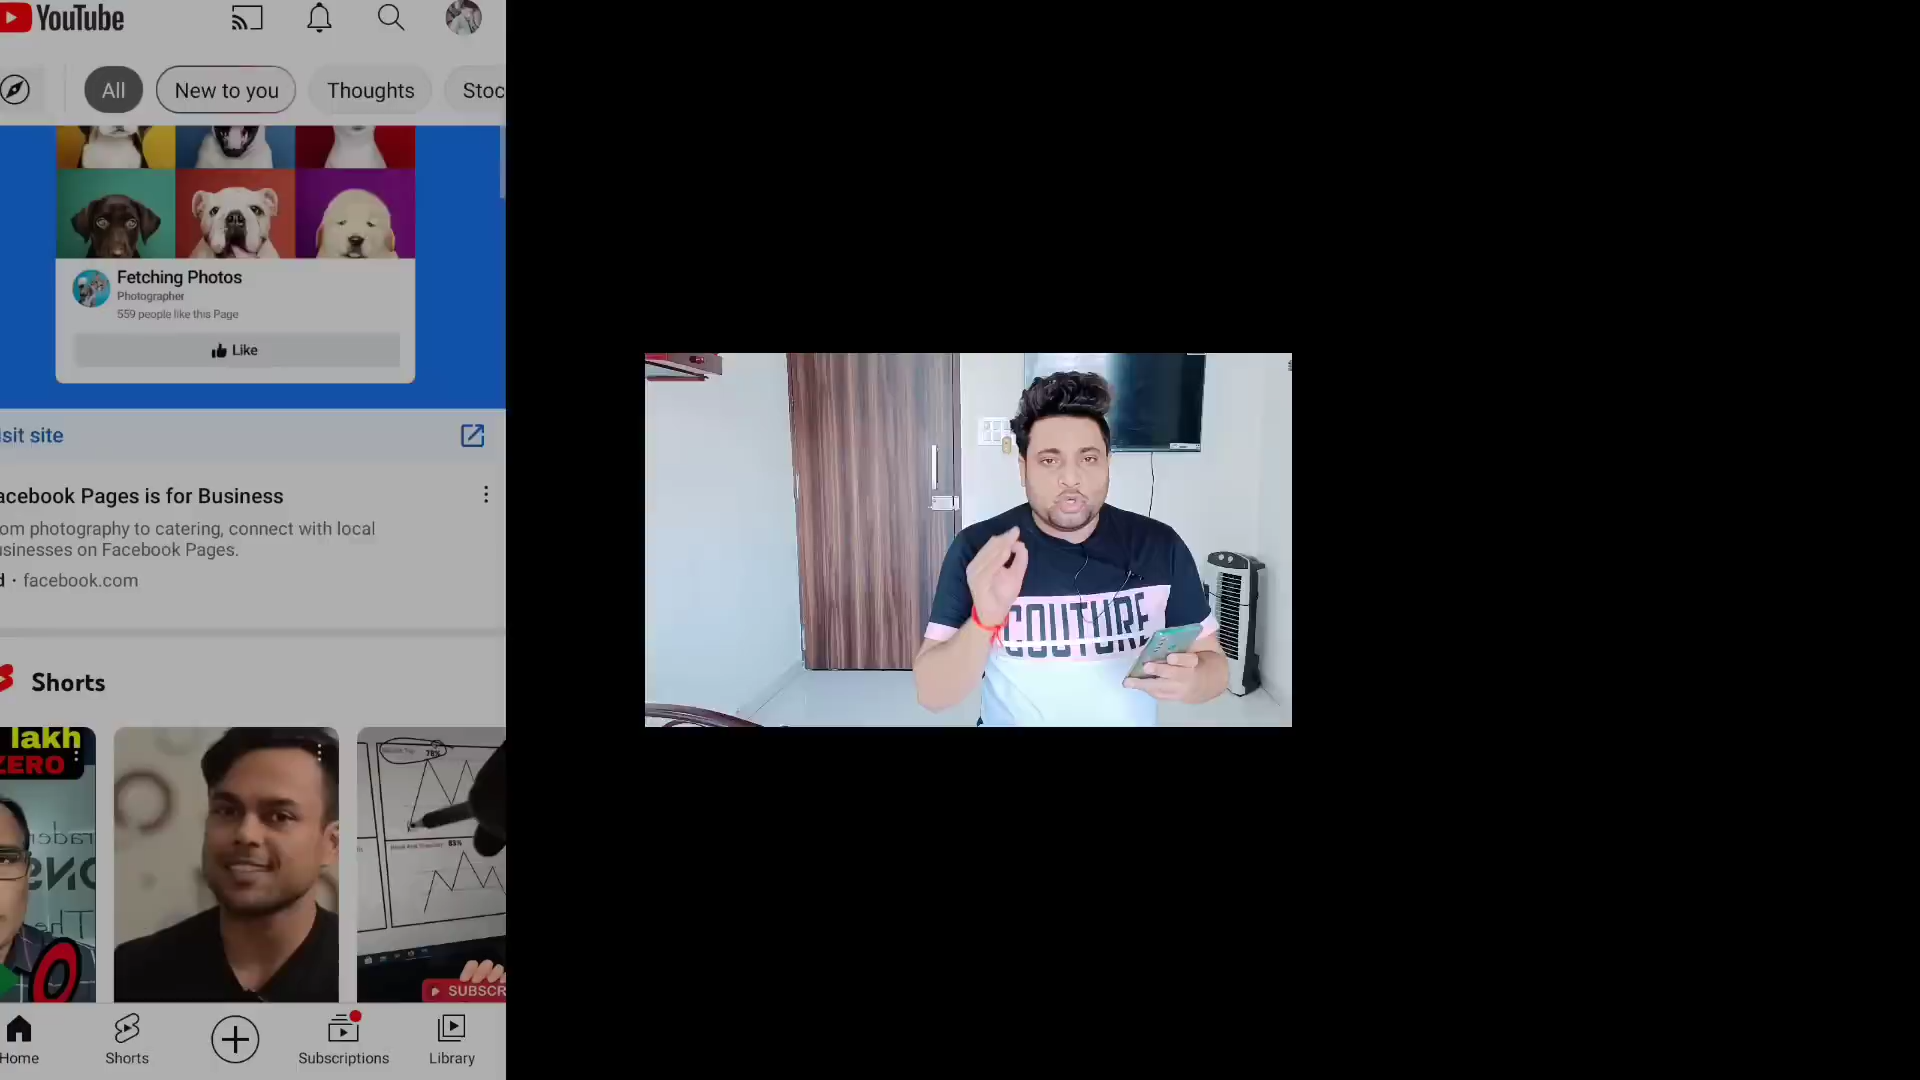 YouTube
All
New to you
Thoughts
Stoc
Fetching Photos
Photographer
559 people like this Page
Like
isit site
acebook Pages is for Business
om photography to catering, connect with local
usinesses on Facebook Pages.
d · facebook.com
Shorts
lakh
ZERO
78%
83%
SUBSCR
COUTURE
Home
Shorts
Subscriptions
Library